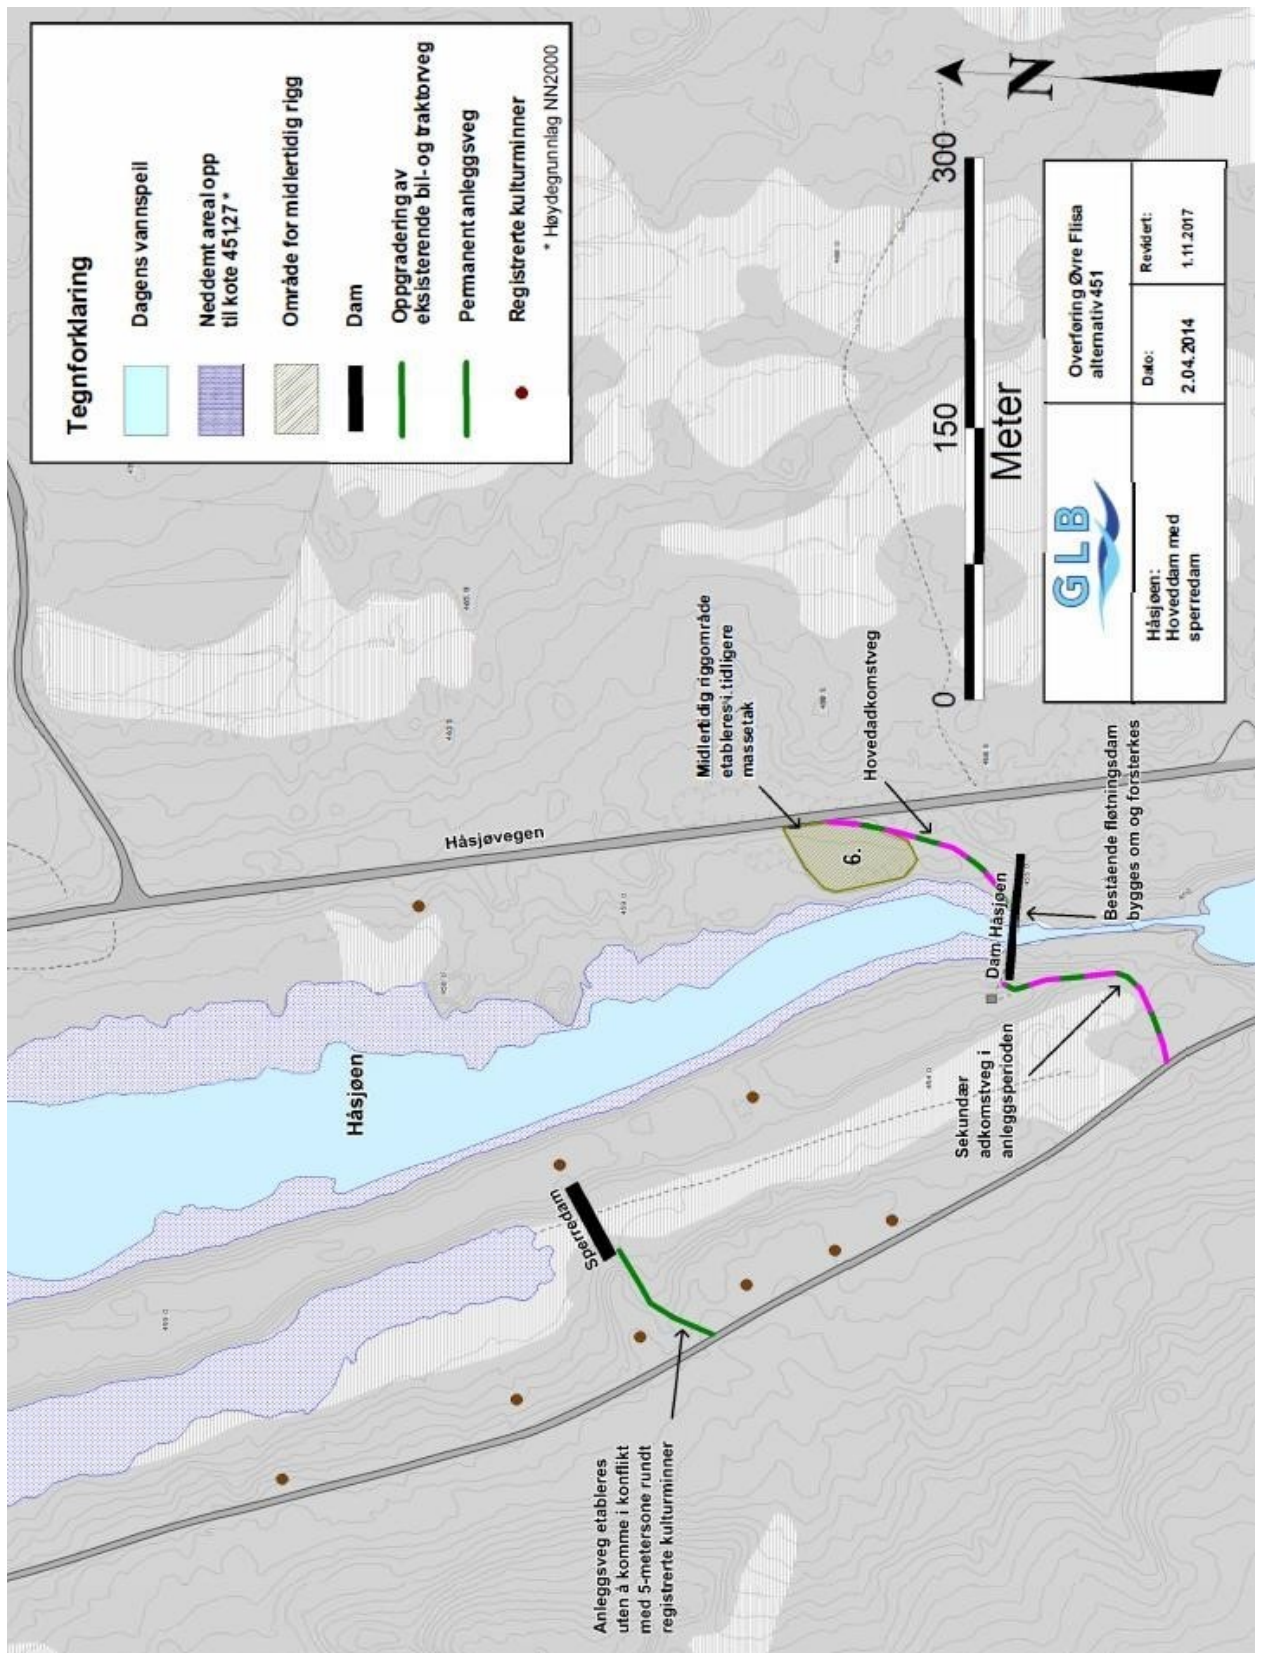 Tegnforklaring
Dagens vannspeil
Neddemt areal opp
til kote 451,27 *
Område for midlertidig rigg
Dam
Oppgradering av
eksisterende bil- og traktorveg
Permanent anleggsveg
Registrerte kulturminner
* Høydegrunnlag NN2000
Håsjøvegen
Håsjøen
Sperredam
Anleggsveg etableres
uten å komme i konflikt
med 5-metersone rundt
registrerte kulturminner
Midlertidig riggområde
etableres i tidligere
massetak
6.
Hovedadkomstveg
Dam Håsjøen
Sekundær
adkomstveg i
anleggsperioden
Bestående fløtningsdam
bygges om og forsterkes
N
0
150
300
Meter
GLB
Overføring Øvre Flisa
alternativ 451
Håsjøen:
Hoveddam med
sperredam
Dato:
2.04.2014
Revidert:
1.11.2017